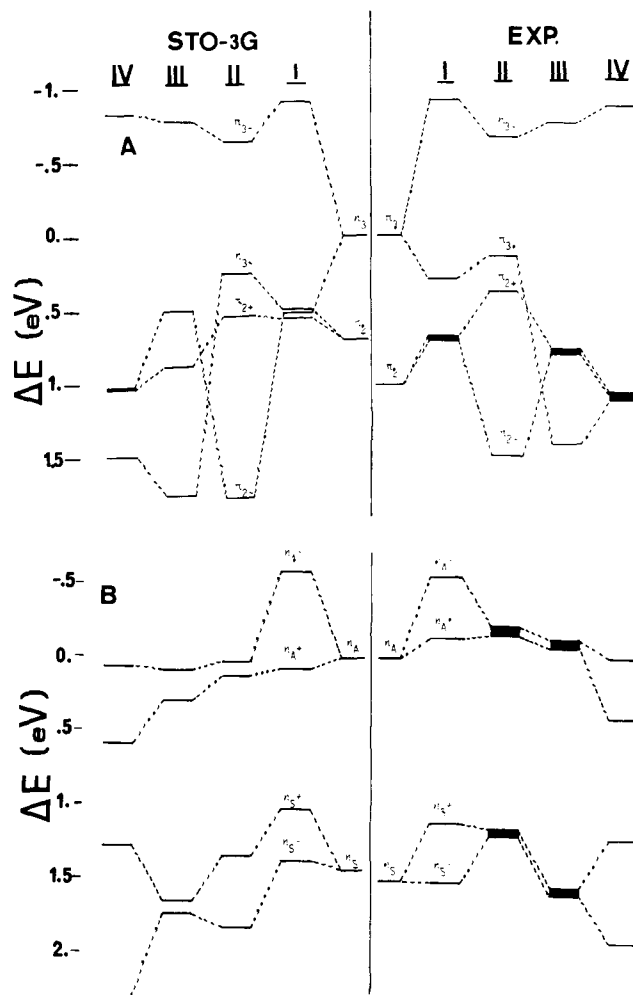 STO-3G EXP.
IV III II I I II III IV
-1.
A
-.5
0.
.5
1.
1.5
ΔE (eV)
π3-
π3
π3
π3-
π3+
π2+
π2
π2
π2-
π2+
π2-
B
-.5
0.
.5
1.
1.5
2.
ΔE (eV)
nA-
nA+
nA
nA
nA+
nS+
nS-
nS
nS
nS+
nS-